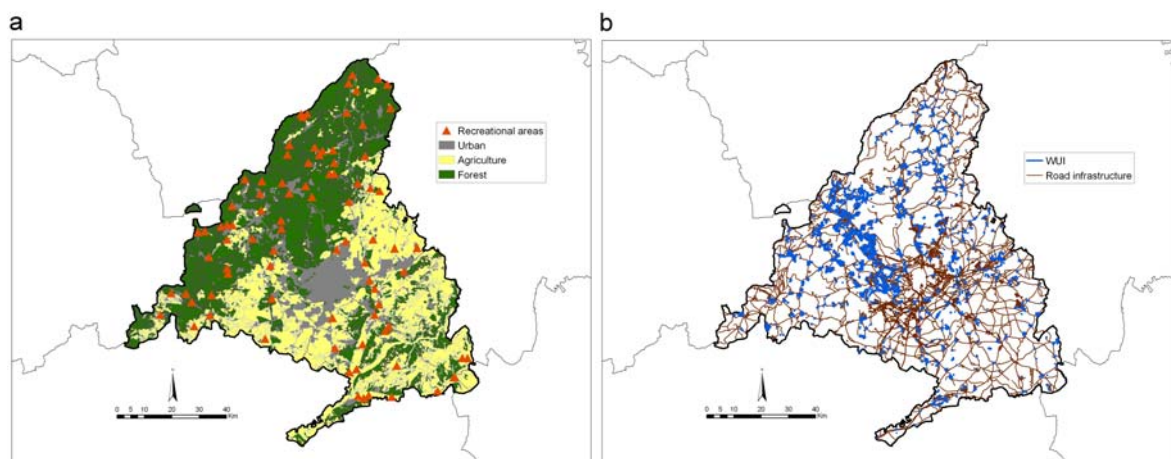 a
Recreational areas
Urban
Agriculture
Forest
0 5 10 20 30 40
Km
b
WUI
Road infrastructure
0 5 10 20 30 40
Km